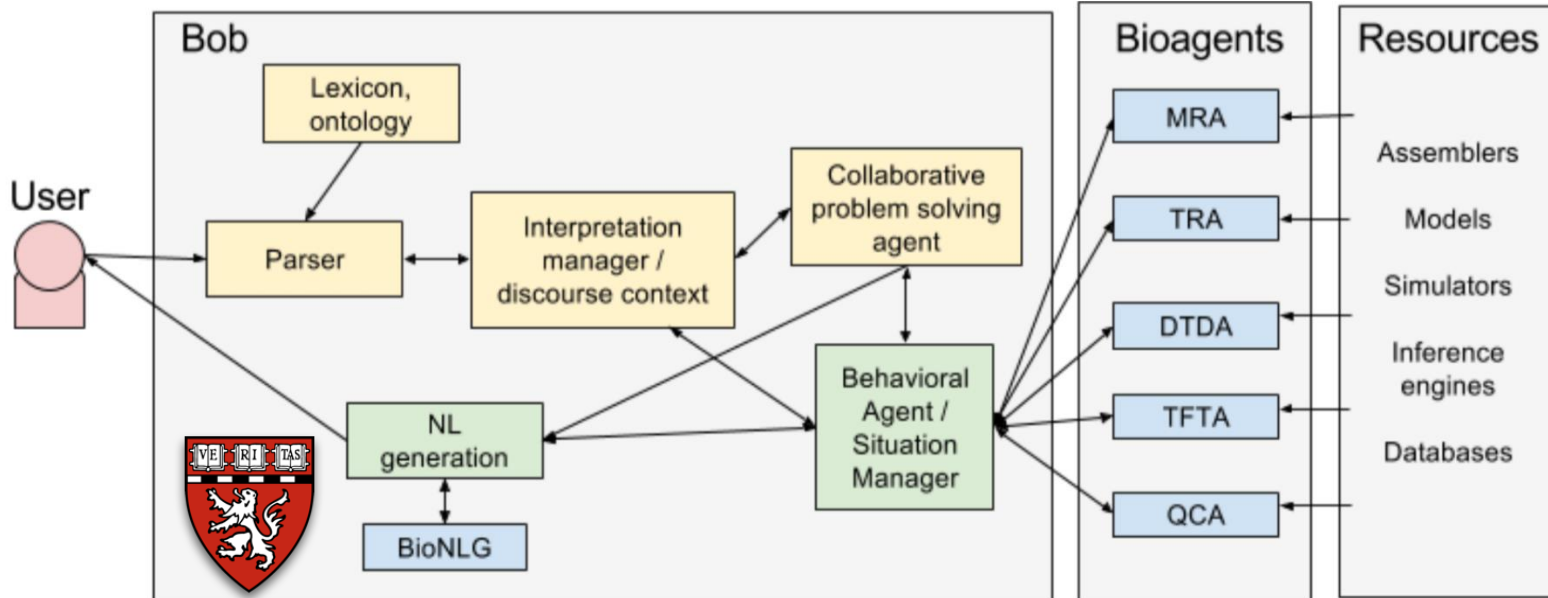 Bob
Bioagents
Resources
Lexicon,
ontology
User
Parser
Interpretation
manager /
discourse context
Collaborative
problem solving
agent
Behavioral
Agent /
Situation
Manager
NL
generation
BioNLG
VE RI TAS
MRA
TRA
DTDA
TFTA
QCA
Assemblers
Models
Simulators
Inference
engines
Databases